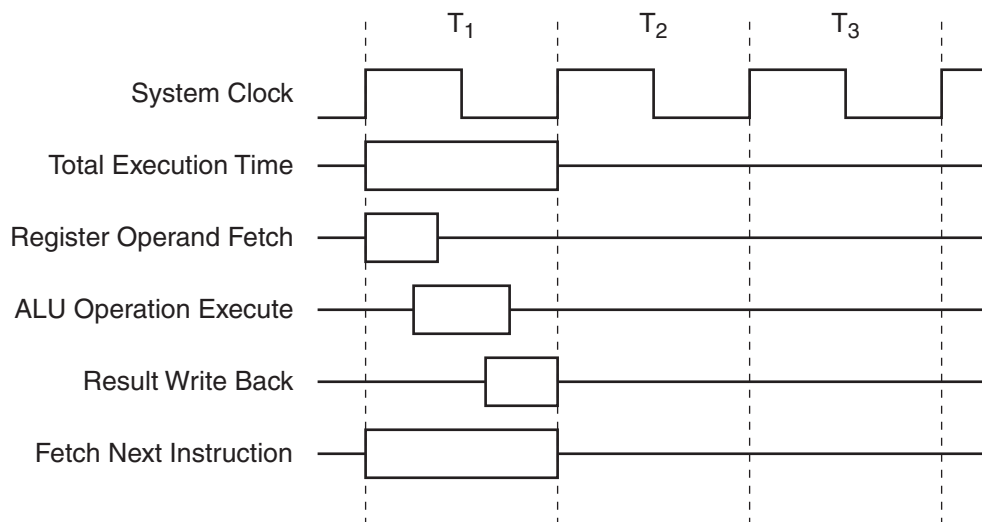 T1 T2 T3
System Clock
Total Execution Time
Register Operand Fetch
ALU Operation Execute
Result Write Back
Fetch Next Instruction